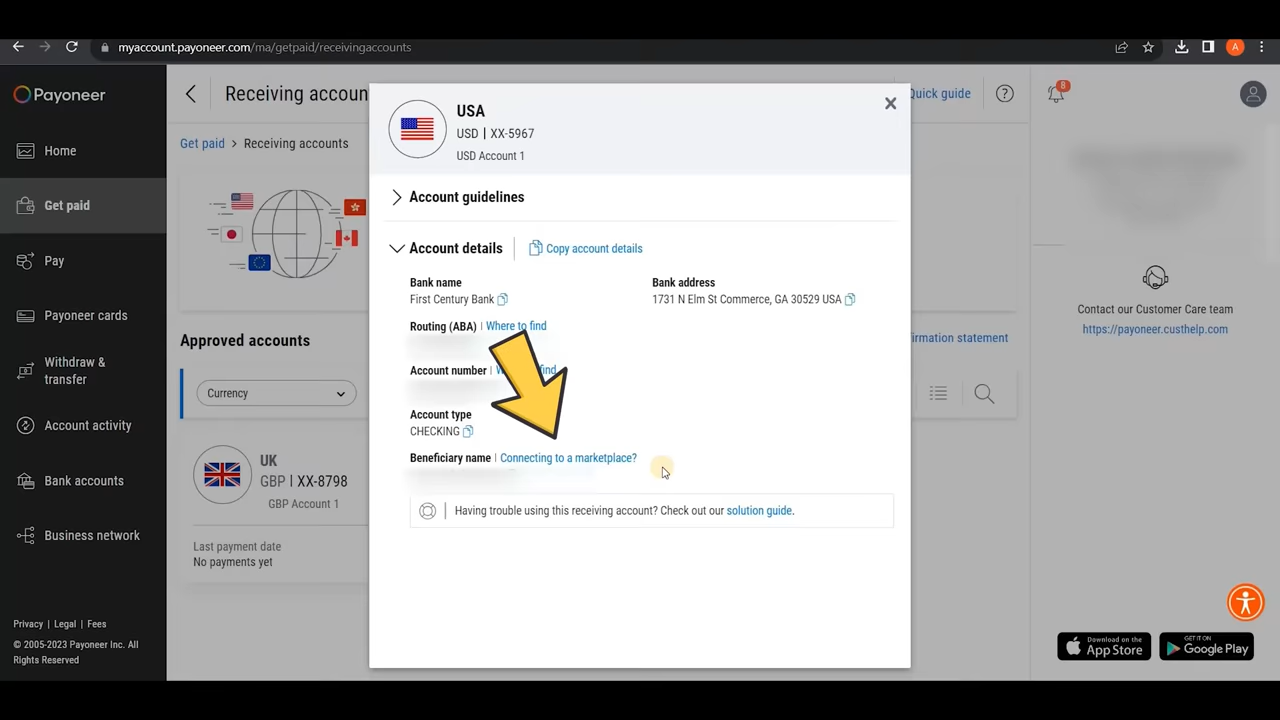 myaccount.payoneer.com/ma/getpaid/receivingaccounts
A
Payoneer
Home
Get paid
Pay
Payoneer cards
Withdraw &
transfer
Account activity
Bank accounts
Business network
Privacy | Legal | Fees
© 2005-2023 Payoneer Inc. All
Rights Reserved
Receiving accoun
Quick guide
8
Get paid > Receiving accounts
Approved accounts
Currency
UK
GBP | XX-8798
GBP Account 1
Last payment date
No payments yet
USA
USD | XX-5967
USD Account 1
Account guidelines
Account details
Copy account details
Bank name
First Century Bank
Bank address
1731 N Elm St Commerce, GA 30529 USA
Routing (ABA) | Where to find
Account number | W find
Account type
CHECKING
Beneficiary name | Connecting to a marketplace?
Having trouble using this receiving account? Check out our solution guide.
firmation statement
Contact our Customer Care team
https://payoneer.custhelp.com
Download on the
App Store
GET IT ON
Google Play